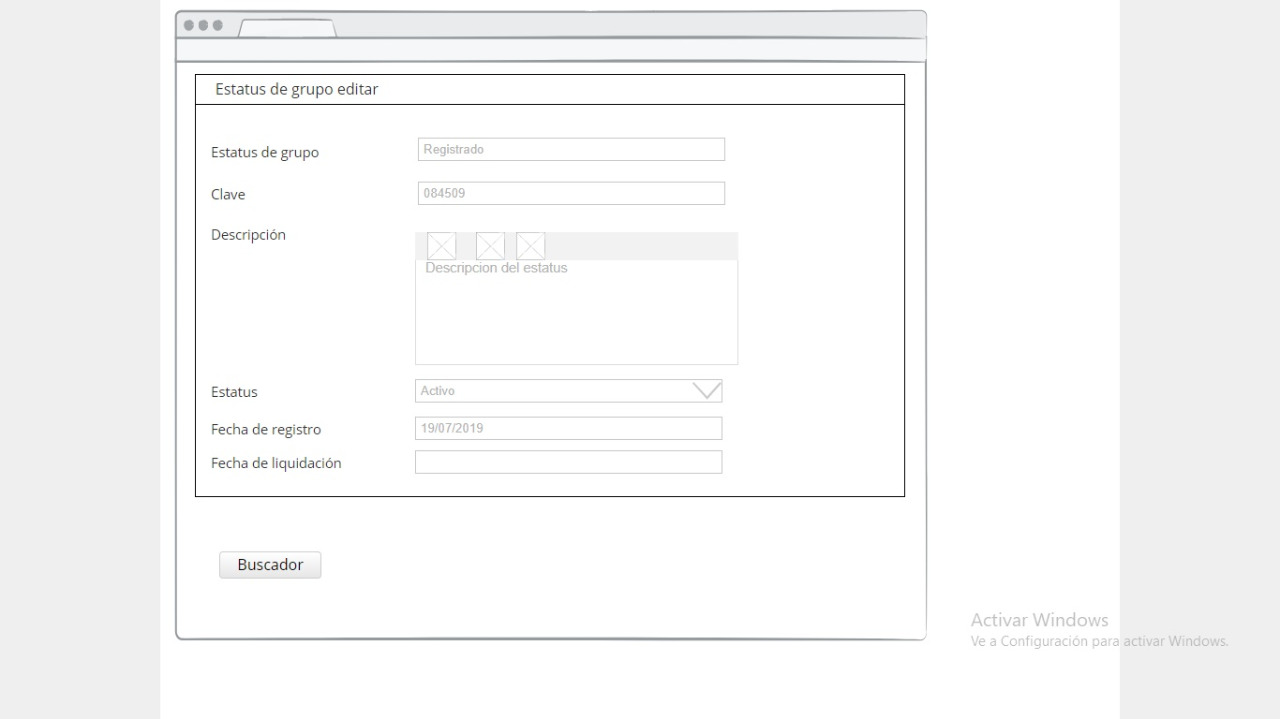 Estatus de grupo editar
Estatus de grupo
Registrado
Clave
084509
Descripción
Descripcion del estatus
Estatus
Activo
Fecha de registro
19/07/2019
Fecha de liquidación
Buscador
Activar Windows
Ve a Configuración para activar Windows.